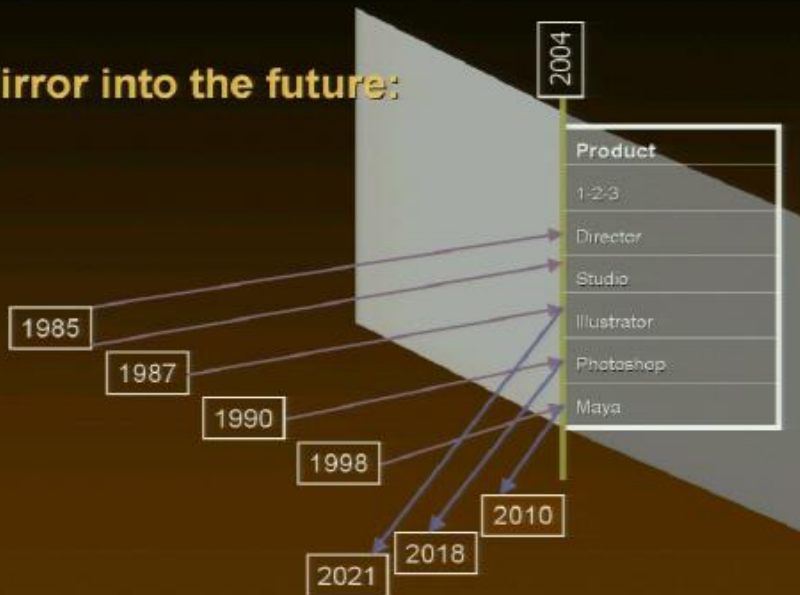 irror into the future:
2004
Product
1-2-3
Director
Studio
Illustrator
Photoshop
Maya
1985
1987
1990
1998
2010
2018
2021